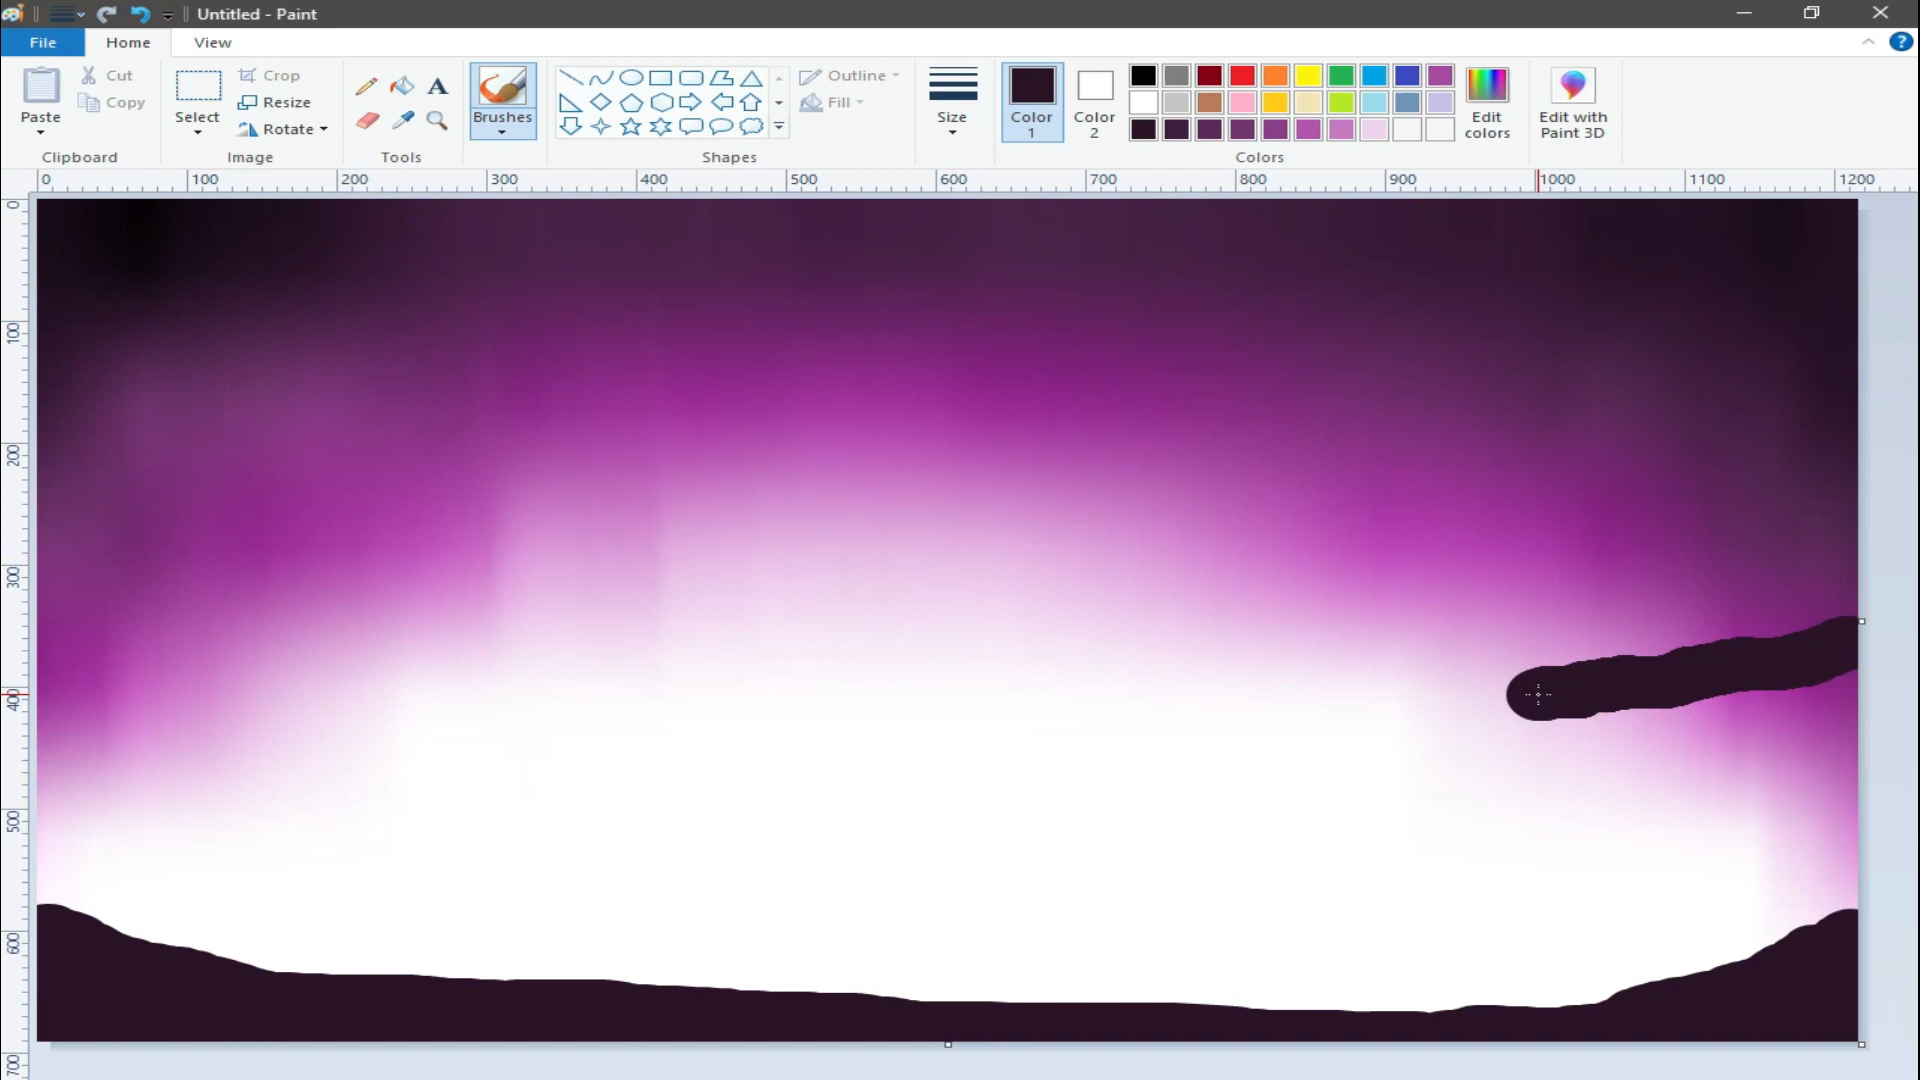 Untitled - Paint
File Home View ?
Paste Cut Copy Select Crop Resize Rotate A Brushes Outline Fill Size Color 1 Color 2 Edit colors Edit with Paint 3D
Clipboard Image Tools Shapes Colors
0 100 200 300 400 500 600 700 800 900 1000 1100 1200
0
100
200
300
400
500
600
700